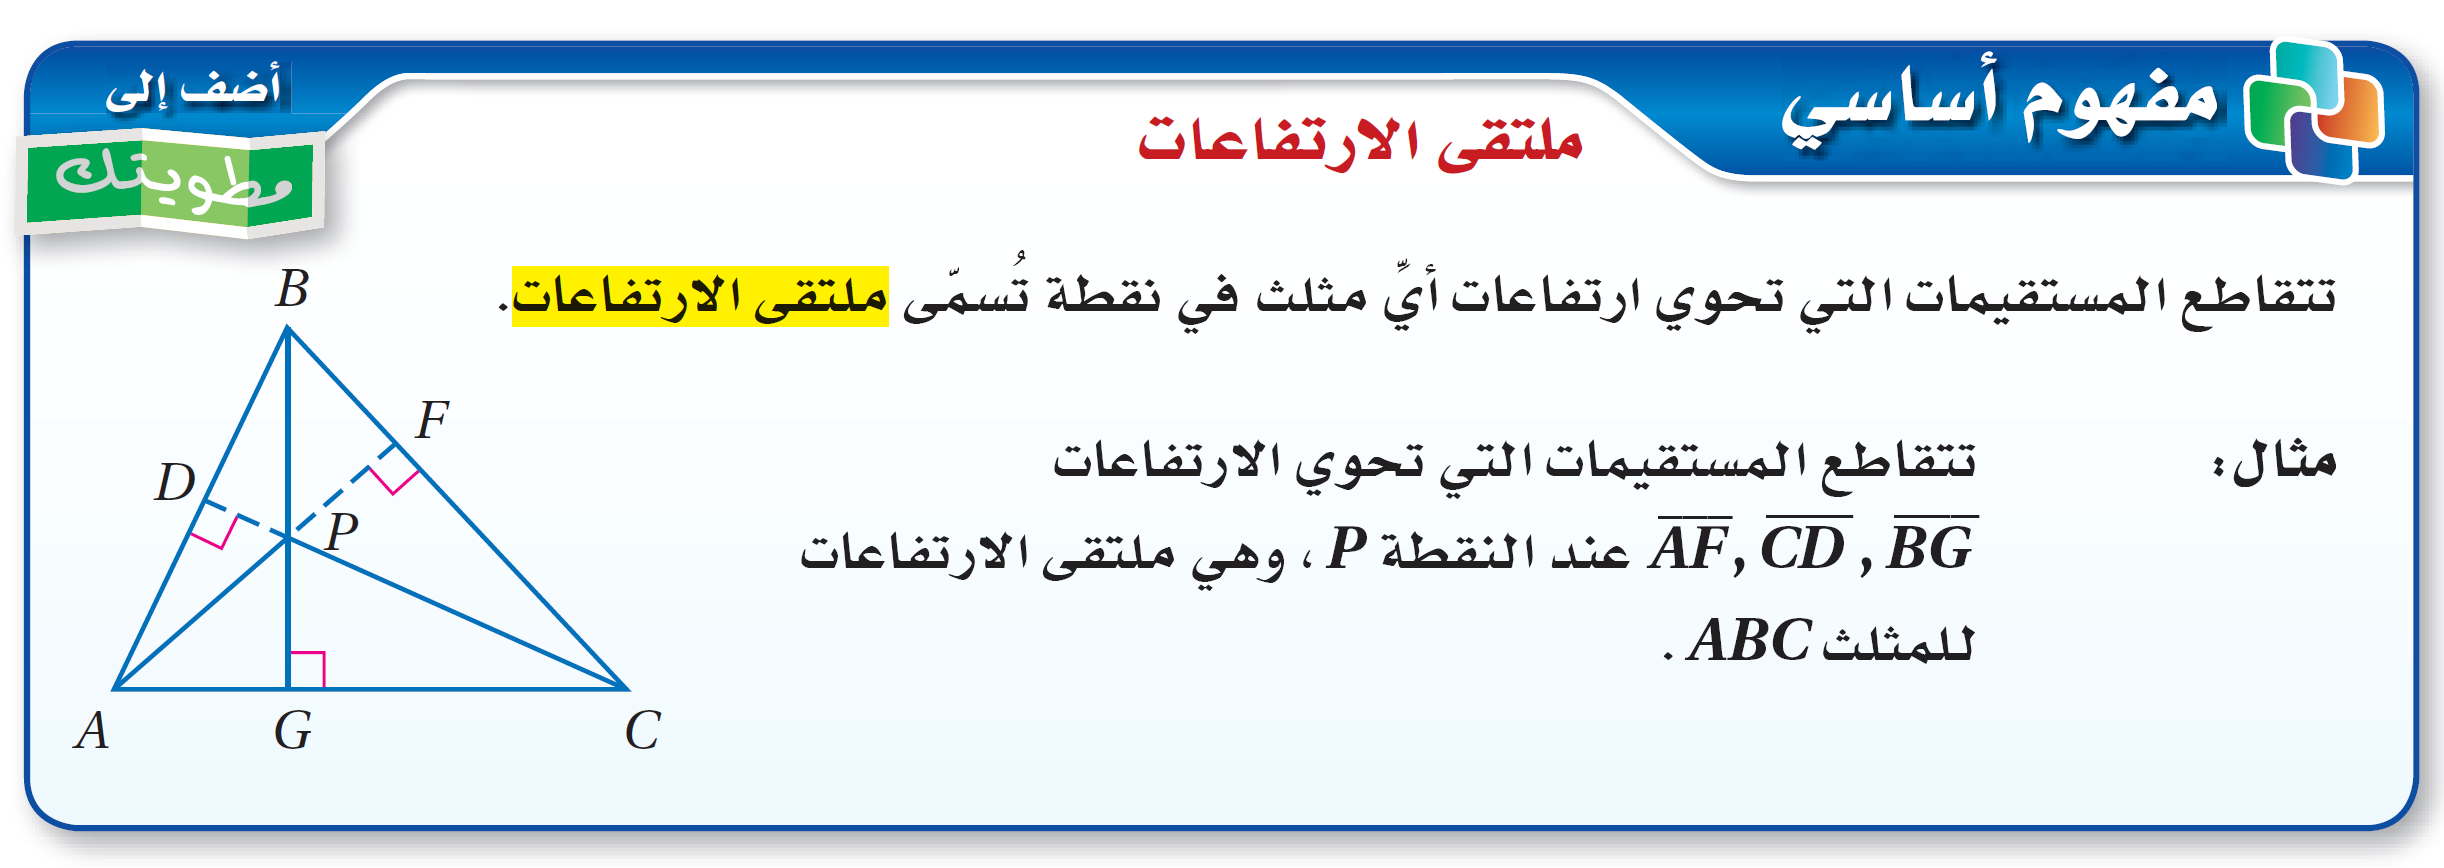 مفهوم أساسي
أضف إلى
مطويتك
ملتقى الارتفاعات
تتقاطع المستقيمات التي تحوي ارتفاعات أيِّ مثلث في نقطة تُسمّى ملتقى الارتفاعات.
مثال: تتقاطع المستقيمات التي تحوي الارتفاعات
AF, CD, BG عند النقطة P، وهي ملتقى الارتفاعات
للمثلث ABC .
B
F
D
P
A
G
C